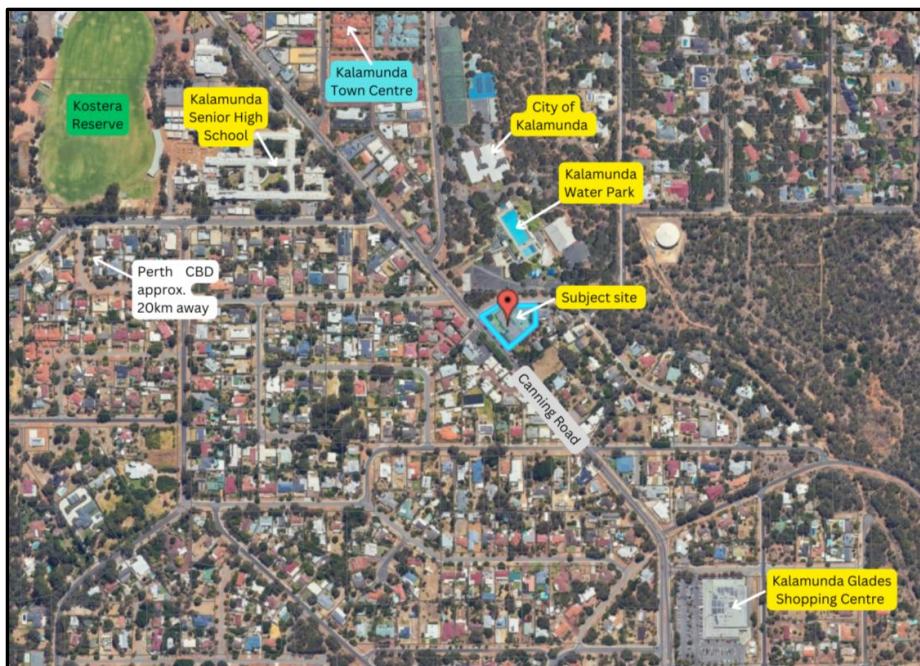 Kalamunda
Town Centre
Kostera
Reserve
Kalamunda
Senior High
School
City of
Kalamunda
Kalamunda
Water Park
Perth CBD
approx.
20km away
Subject site
Canning Road
Kalamunda Glades
Shopping Centre